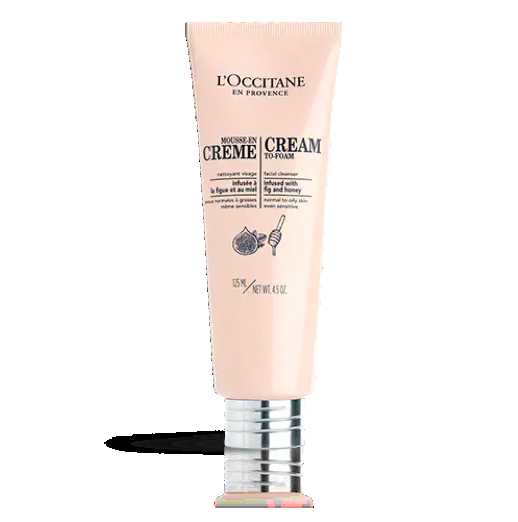 L'OCCITANE
EN PROVENCE
MOUSSE-EN
CREME
nettoyant visage
infusée à
la figue et au miel
peaux normales à grasses
même sensibles
CREAM
TO-FOAM
facial cleanser
infused with
fig and honey
normal to oily skin
even sensitive
125 ML/NET WT. 4.5 OZ.